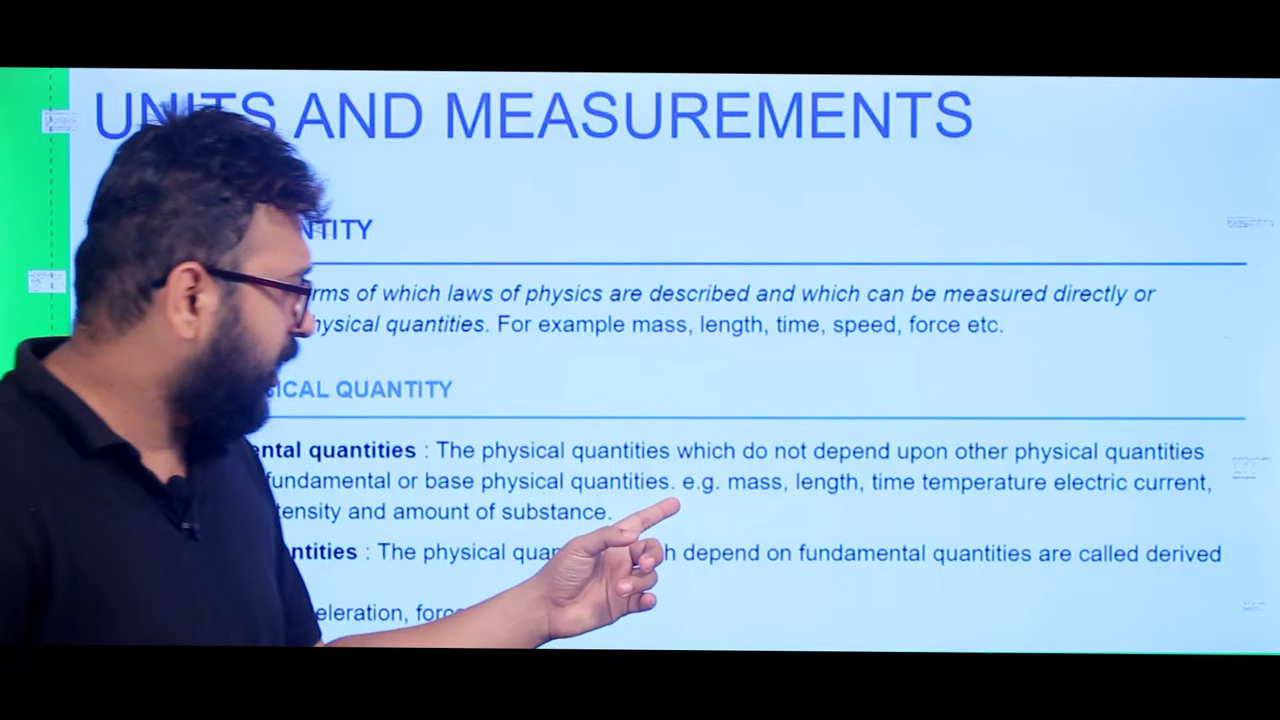 UNITS AND MEASUREMENTS
NTITY
rms of which laws of physics are described and which can be measured directly or
hysical quantities. For example mass, length, time, speed, force etc.
SICAL QUANTITY
ental quantities : The physical quantities which do not depend upon other physical quantities
fundamental or base physical quantities. e.g. mass, length, time temperature electric current,
tensity and amount of substance.
ntities : The physical quan h depend on fundamental quantities are called derived
eleration, force